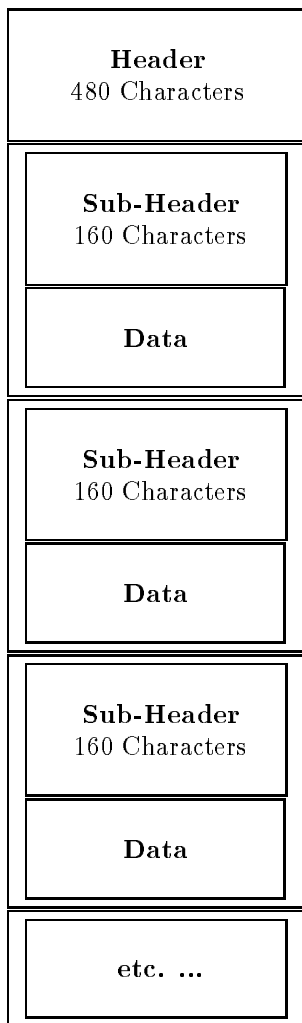 Header
480 Characters
Sub-Header
160 Characters
Data
Sub-Header
160 Characters
Data
Sub-Header
160 Characters
Data
etc. ...